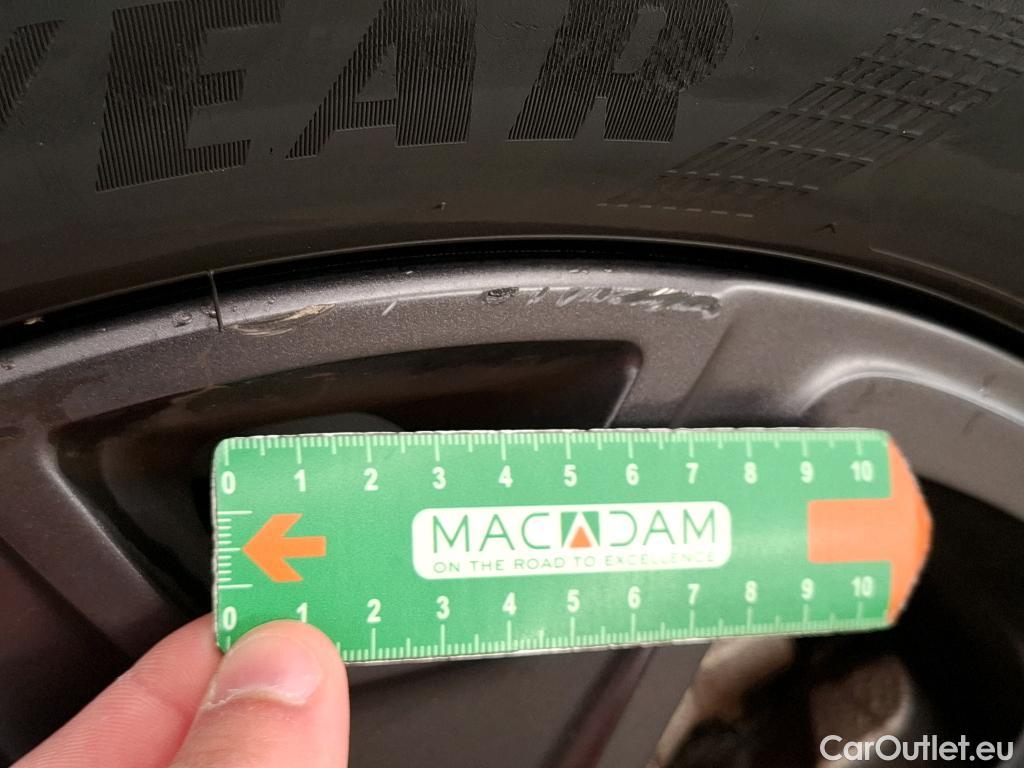 YEAR
0 1 2 3 4 5 6 7 8 9 10
MACADAM
ON THE ROAD TO EXCELLENCE
0 1 2 3 4 5 6 7 8 9 10
CarOutlet.eu